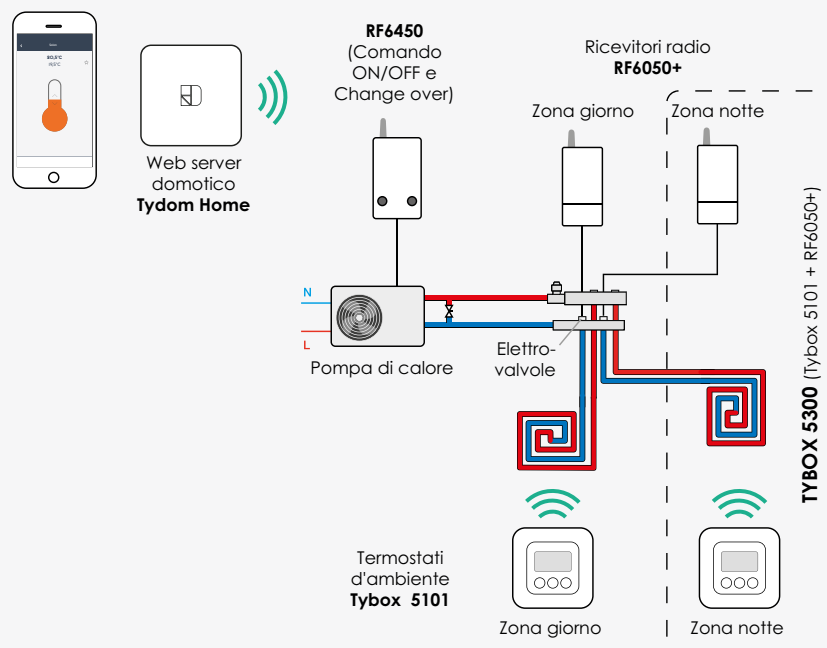 RF6450
(Comando
ON/OFF e
Change over)
Ricevitori radio
RF6050+
Zona giorno
Zona notte
Web server
domotico
Tydom Home
N
L
Pompa di calore
Elettro-
valvole
TYBOX 5300 (Tybox 5101 + RF6050+)
Termostati
d'ambiente
Tybox 5101
Zona giorno
Zona notte